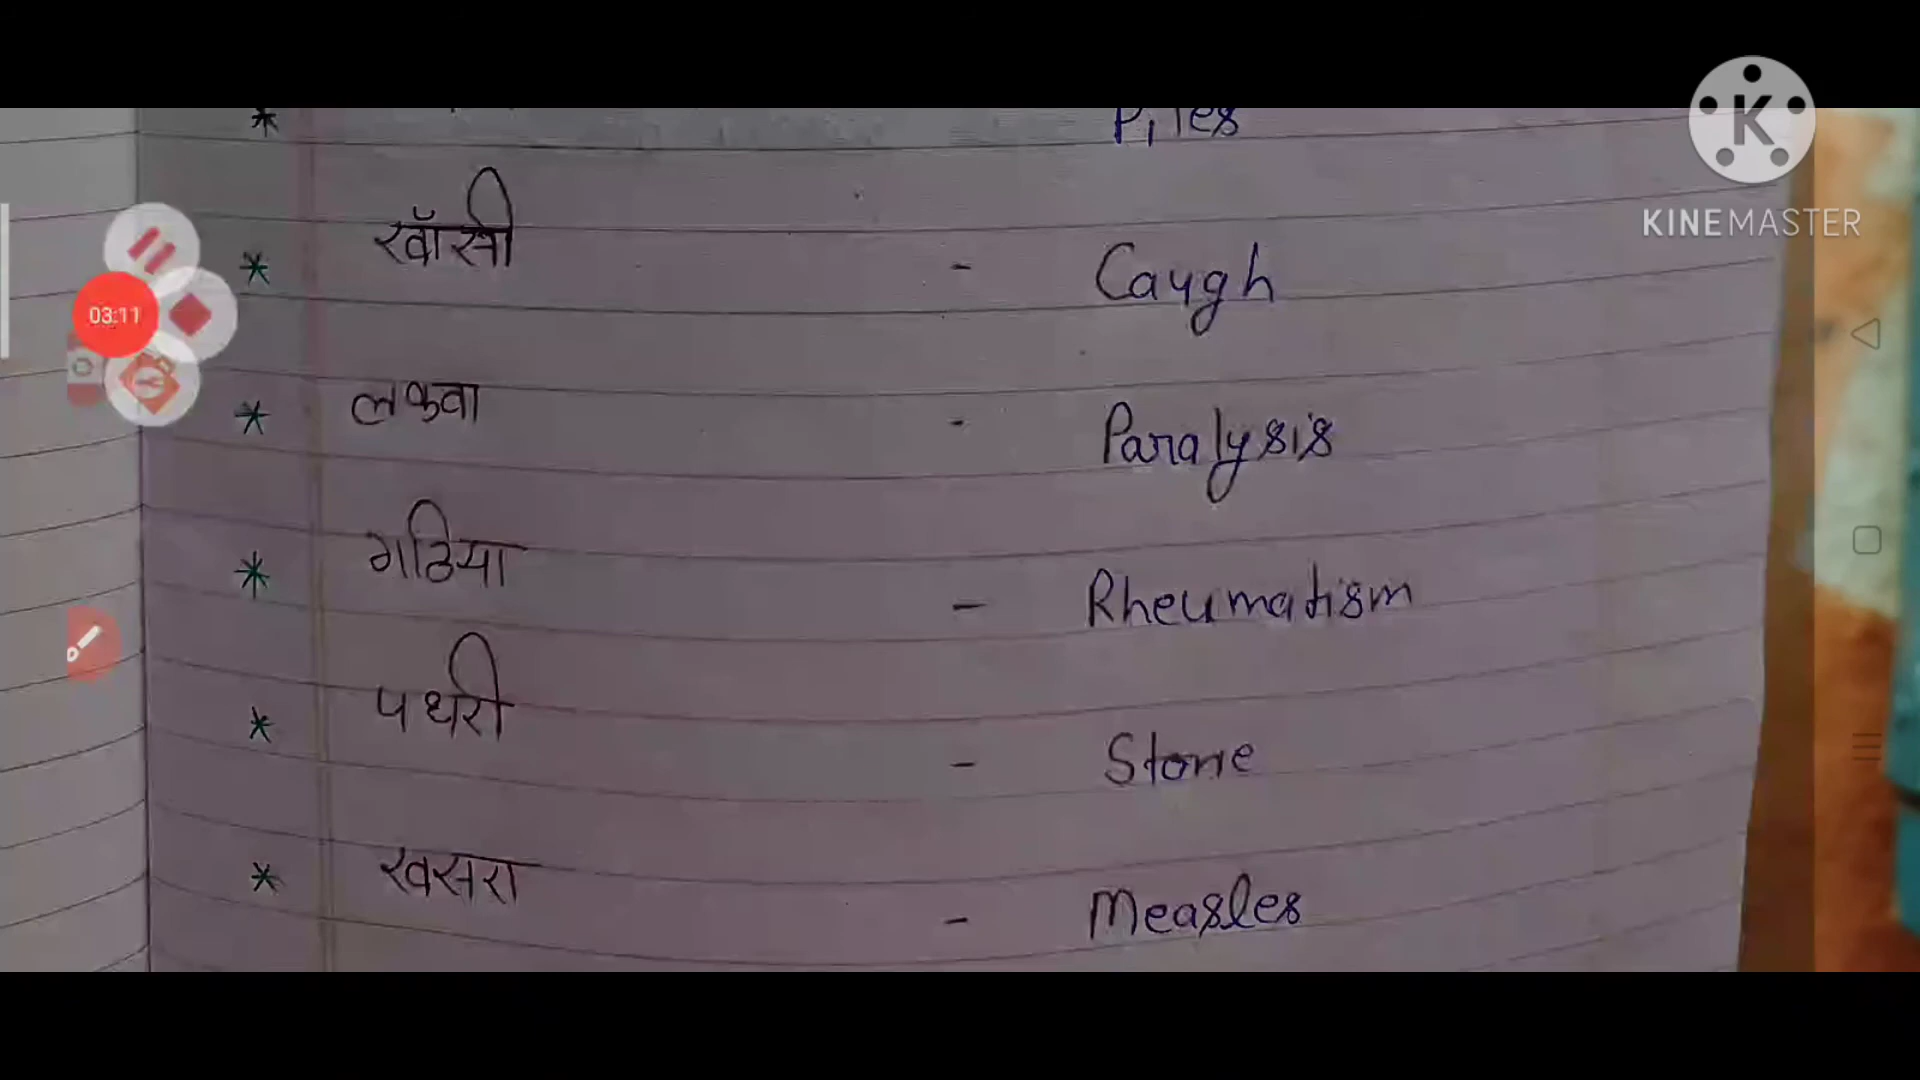 * Piles
* खाँसी - Caugh
* लकवा - Paralysis
* गठिया - Rheumatism
* पथरी - Stone
* खसरा - Measles
KINEMASTER
03:11